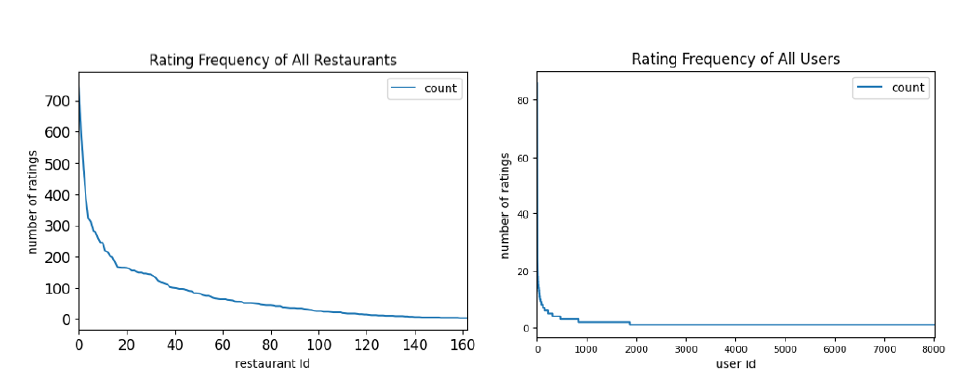 Rating Frequency of All Restaurants
count
700
600
500
400
300
200
100
0
number of ratings
0 20 40 60 80 100 120 140 160
restaurant Id
Rating Frequency of All Users
count
80
60
40
20
0
number of ratings
0 1000 2000 3000 4000 5000 6000 7000 8000
user Id